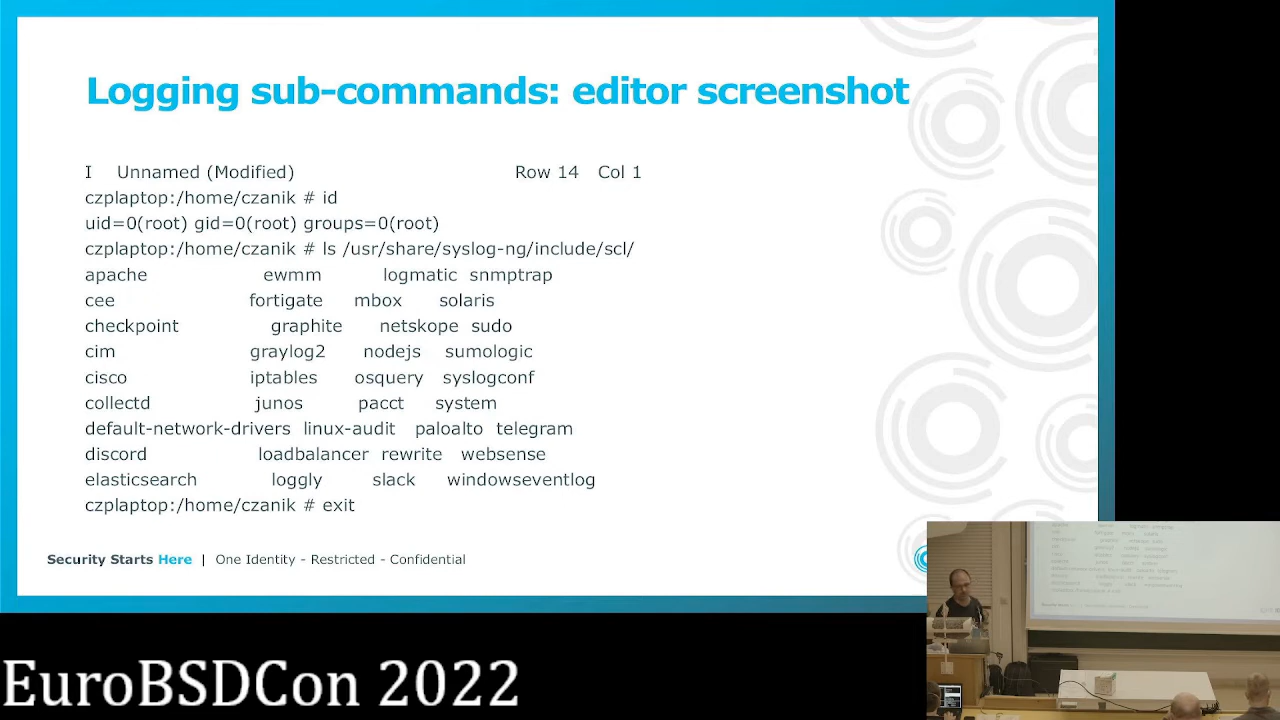 Logging sub-commands: editor screenshot
I Unnamed (Modified) Row 14 Col 1
czplaptop:/home/czanik # id
uid=0(root) gid=0(root) groups=0(root)
czplaptop:/home/czanik # ls /usr/share/syslog-ng/include/scl/
apache ewmm logmatic snmptrap
cee fortigate mbox solaris
checkpoint graphite netskope sudo
cim graylog2 nodejs sumologic
cisco iptables osquery syslogconf
collectd junos pacct system
default-network-drivers linux-audit paloalto telegram
discord loadbalancer rewrite websense
elasticsearch loggly slack windowseventlog
czplaptop:/home/czanik # exit
Security Starts Here | One Identity - Restricted - Confidential
EuroBSDCon 2022